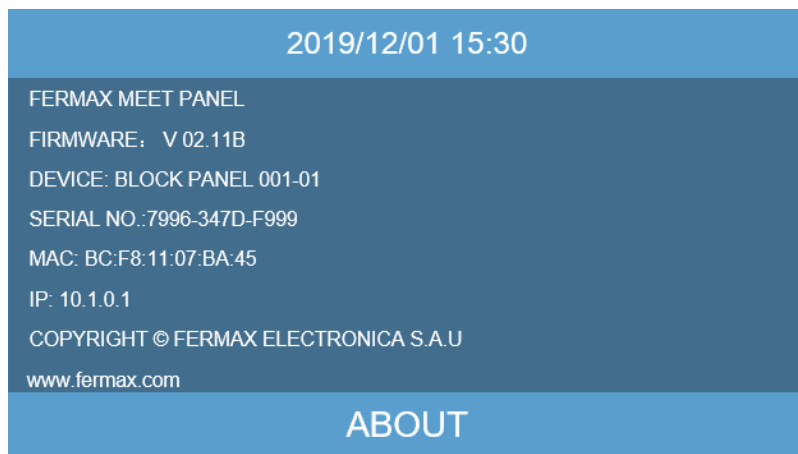 2019/12/01 15:30
FERMAX MEET PANEL
FIRMWARE： V 02.11B
DEVICE: BLOCK PANEL 001-01
SERIAL NO.:7996-347D-F999
MAC: BC:F8:11:07:BA:45
IP: 10.1.0.1
COPYRIGHT © FERMAX ELECTRONICA S.A.U
www.fermax.com
ABOUT